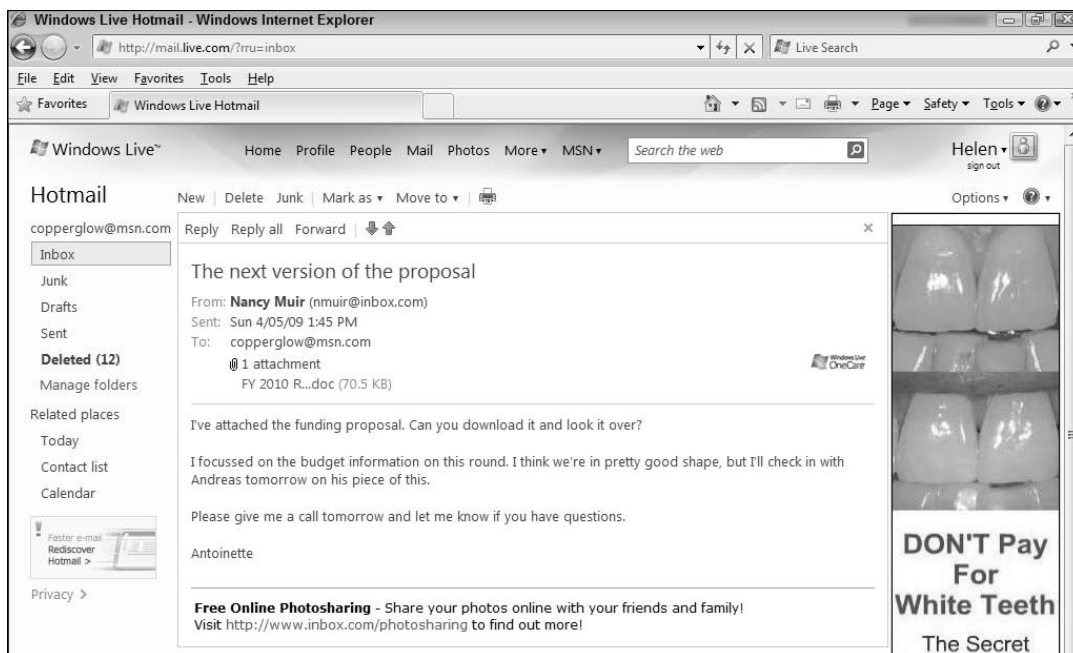 Windows Live Hotmail - Windows Internet Explorer
http://mail.live.com/?rru=inbox
Live Search
File Edit View Favorites Tools Help
Favorites
Windows Live Hotmail
Page Safety Tools
Windows Live™
Home Profile People Mail Photos More MSN
Search the web
Helen
sign out
Hotmail
New | Delete Junk | Mark as Move to |
Options
copperglow@msn.com
Inbox
Junk
Drafts
Sent
Deleted (12)
Manage folders
Related places
Today
Contact list
Calendar
Faster e-mail
Rediscover
Hotmail >
Privacy >
Reply Reply all Forward |
The next version of the proposal
From: Nancy Muir (nmuir@inbox.com)
Sent: Sun 4/05/09 1:45 PM
To: copperglow@msn.com
1 attachment
FY 2010 R...doc (70.5 KB)
Windows Live
OneCare
I've attached the funding proposal. Can you download it and look it over?
I focussed on the budget information on this round. I think we're in pretty good shape, but I'll check in with
Andreas tomorrow on his piece of this.
Please give me a call tomorrow and let me know if you have questions.
Antoinette
Free Online Photosharing - Share your photos online with your friends and family!
Visit http://www.inbox.com/photosharing to find out more!
DON'T Pay
For
White Teeth
The Secret